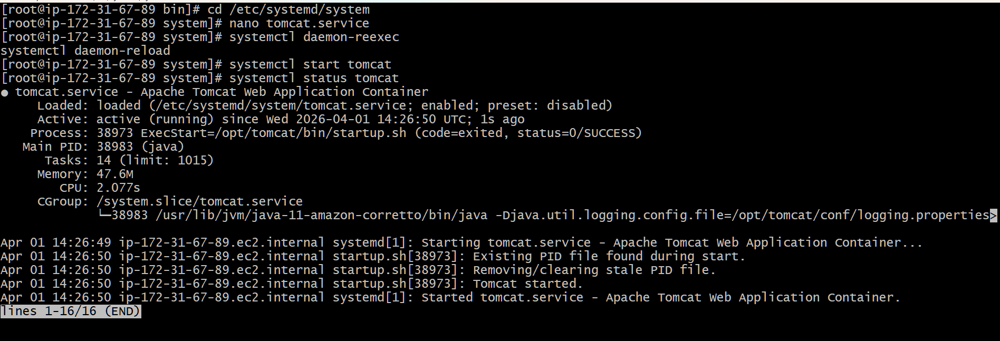 [root@ip-172-31-67-89 bin]# cd /etc/systemd/system
[root@ip-172-31-67-89 system]# nano tomcat.service
[root@ip-172-31-67-89 system]# systemctl daemon-reexec
systemctl daemon-reload
[root@ip-172-31-67-89 system]# systemctl start tomcat
[root@ip-172-31-67-89 system]# systemctl status tomcat
● tomcat.service - Apache Tomcat Web Application Container
     Loaded: loaded (/etc/systemd/system/tomcat.service; enabled; preset: disabled)
     Active: active (running) since Wed 2026-04-01 14:26:50 UTC; 1s ago
    Process: 38973 ExecStart=/opt/tomcat/bin/startup.sh (code=exited, status=0/SUCCESS)
   Main PID: 38983 (java)
      Tasks: 14 (limit: 1015)
     Memory: 47.6M
        CPU: 2.077s
     CGroup: /system.slice/tomcat.service
             └─38983 /usr/lib/jvm/java-11-amazon-corretto/bin/java -Djava.util.logging.config.file=/opt/tomcat/conf/logging.properties>
Apr 01 14:26:49 ip-172-31-67-89.ec2.internal systemd[1]: Starting tomcat.service - Apache Tomcat Web Application Container...
Apr 01 14:26:50 ip-172-31-67-89.ec2.internal startup.sh[38973]: Existing PID file found during start.
Apr 01 14:26:50 ip-172-31-67-89.ec2.internal startup.sh[38973]: Removing/clearing stale PID file.
Apr 01 14:26:50 ip-172-31-67-89.ec2.internal startup.sh[38973]: Tomcat started.
Apr 01 14:26:50 ip-172-31-67-89.ec2.internal systemd[1]: Started tomcat.service - Apache Tomcat Web Application Container.
lines 1-16/16 (END)